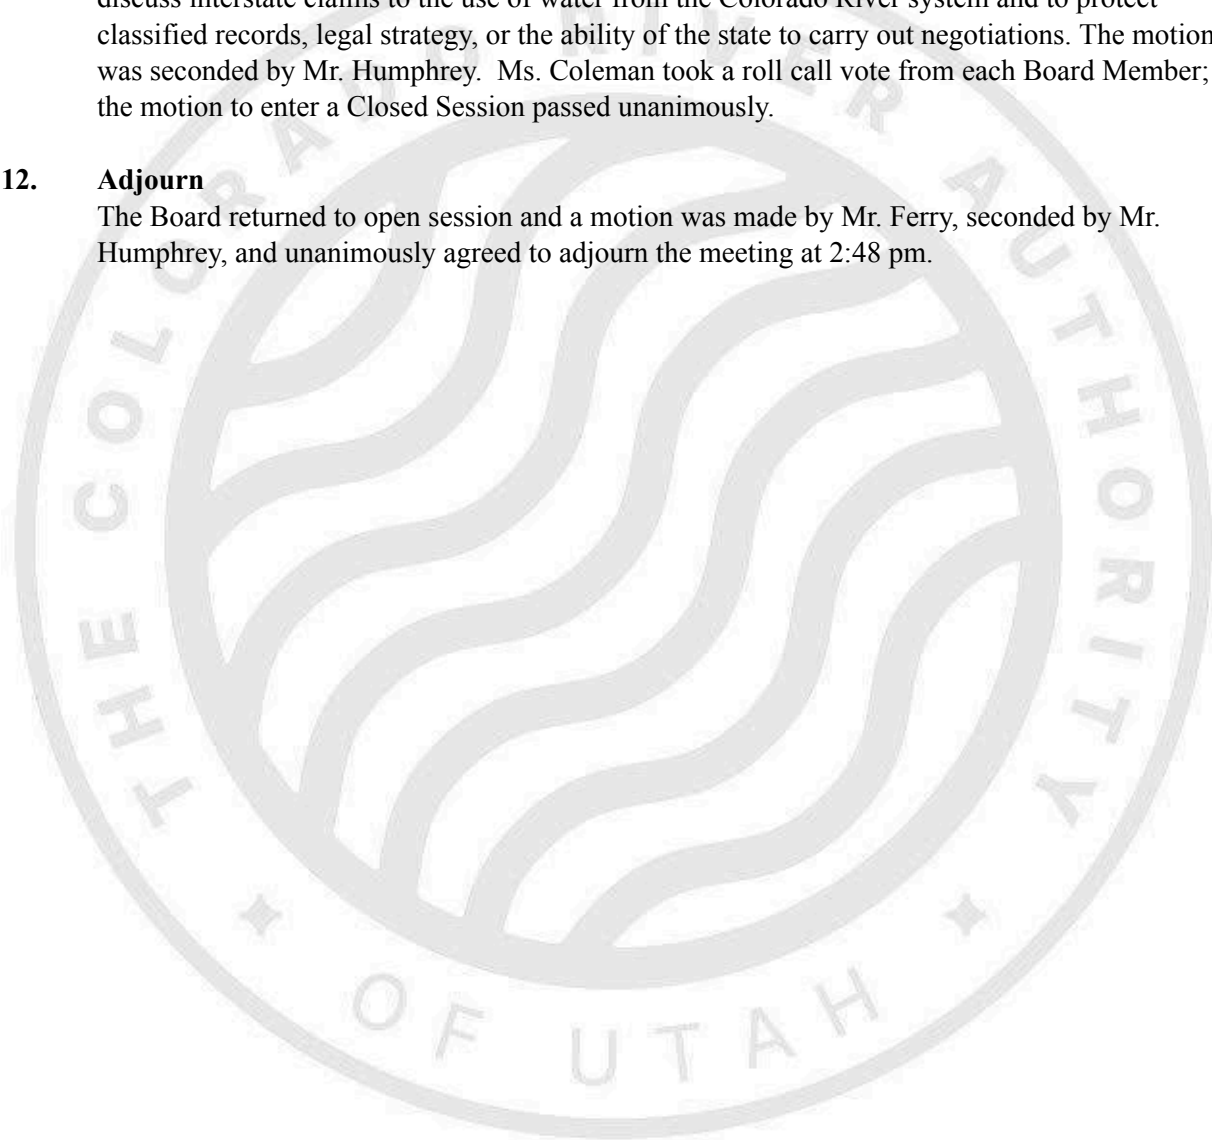 discuss interstate claims to the use of water from the Colorado River system and to protect
classified records, legal strategy, or the ability of the state to carry out negotiations. The motion
was seconded by Mr. Humphrey.  Ms. Coleman took a roll call vote from each Board Member;
the motion to enter a Closed Session passed unanimously.
12. Adjourn
The Board returned to open session and a motion was made by Mr. Ferry, seconded by Mr.
Humphrey, and unanimously agreed to adjourn the meeting at 2:48 pm.
THE COLORADO RIVER AUTHORITY
OF UTAH